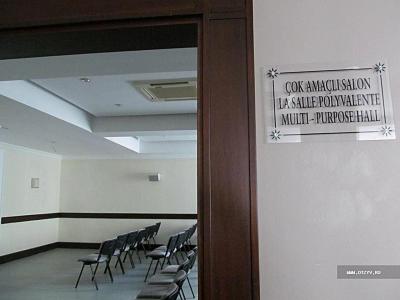 ÇOK AMAÇLI SALON
LA SALLE POLYVALENTE
MULTI - PURPOSE HALL
WWW.OTZYV.RU